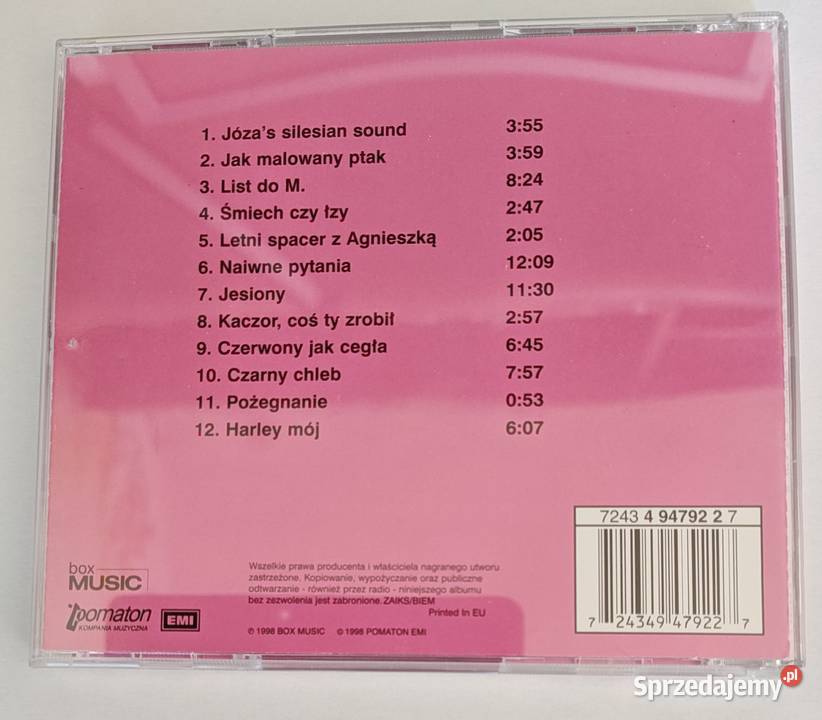 1. Józa's silesian sound 3:55
2. Jak malowany ptak 3:59
3. List do M. 8:24
4. Śmiech czy łzy 2:47
5. Letni spacer z Agnieszką 2:05
6. Naiwne pytania 12:09
7. Jesiony 11:30
8. Kaczor, coś ty zrobił 2:57
9. Czerwony jak cegła 6:45
10. Czarny chleb 7:57
11. Pożegnanie 0:53
12. Harley mój 6:07
7243 4 94792 2 7
box
MUSIC
pomaton
KOMPANIA MUZYCZNA
EMI
Wszelkie prawa producenta i właściciela nagranego utworu
zastrzeżone. Kopiowanie, wypożyczanie oraz publiczne
odtwarzanie - również przez radio - niniejszego albumu
bez zezwolenia jest zabronione. ZAIKS/BIEM
Printed In EU
℗ 1998 BOX MUSIC © 1998 POMATON EMI
7 24349 47922 7
Sprzedajemy .pl